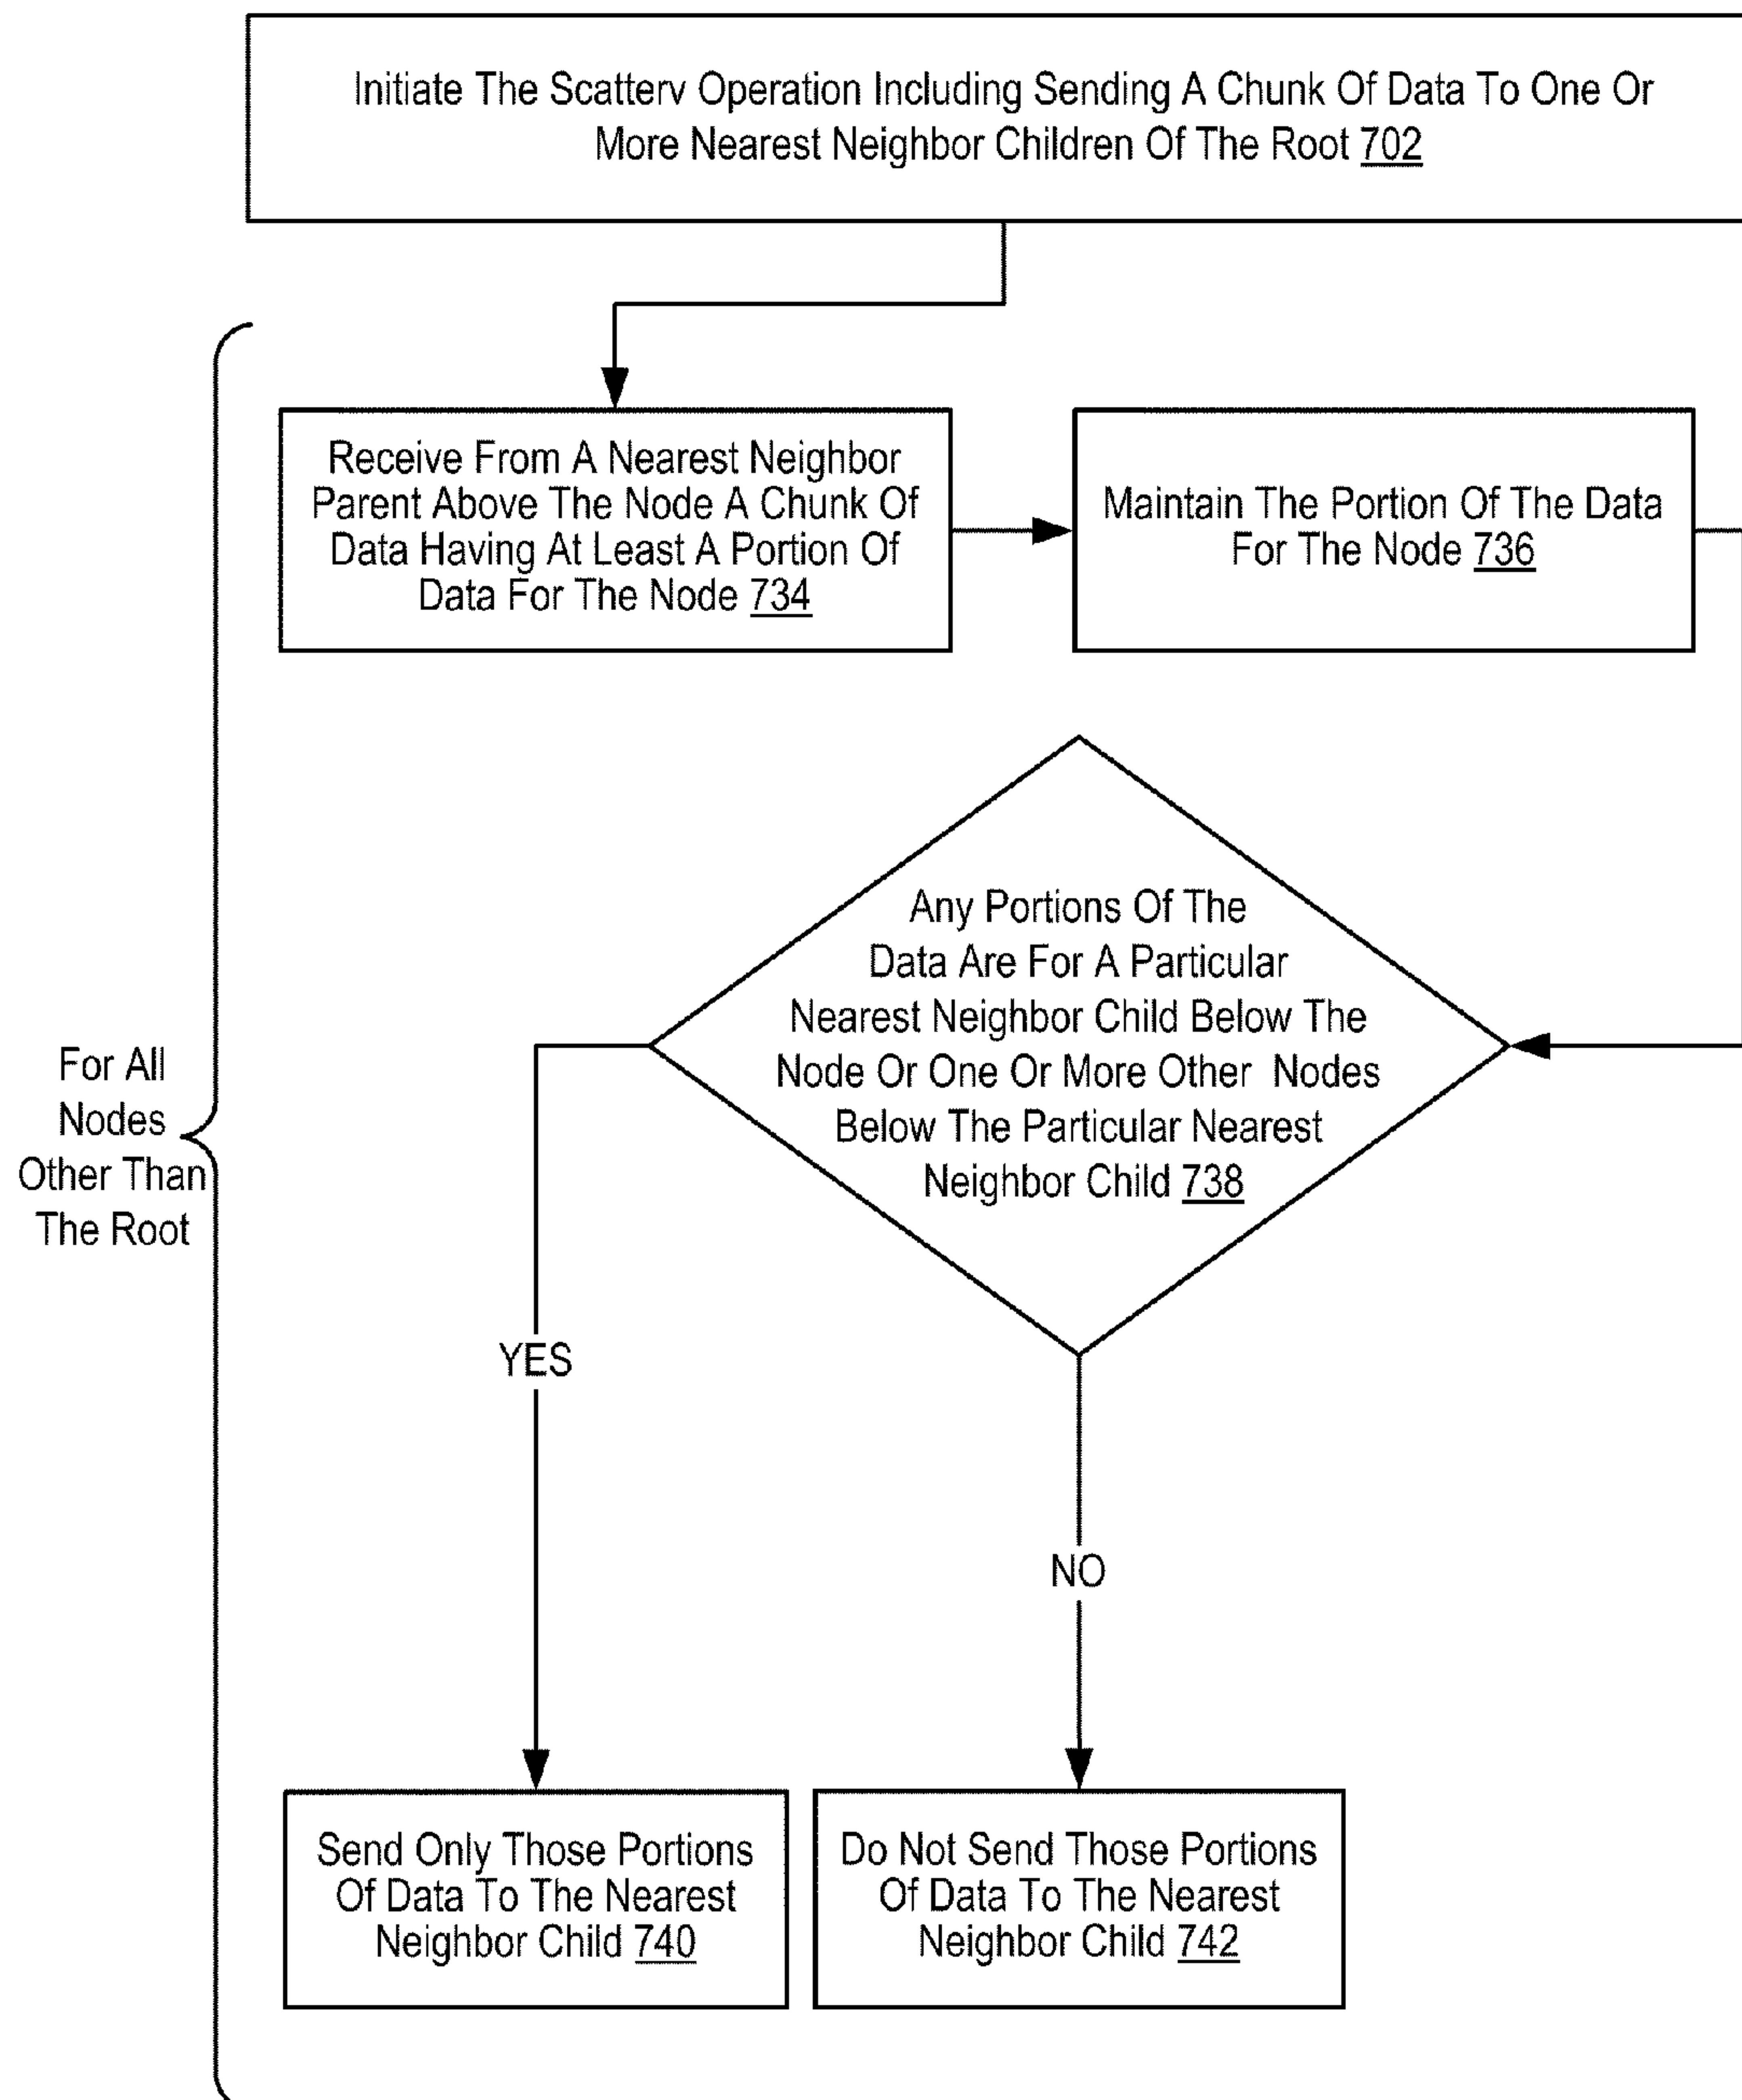 Initiate The Scatterv Operation Including Sending A Chunk Of Data To One Or
More Nearest Neighbor Children Of The Root 702
Receive From A Nearest Neighbor
Parent Above The Node A Chunk Of
Data Having At Least A Portion Of
Data For The Node 734
Maintain The Portion Of The Data
For The Node 736
Any Portions Of The
Data Are For A Particular
Nearest Neighbor Child Below The
Node Or One Or More Other Nodes
Below The Particular Nearest
Neighbor Child 738
For All
Nodes
Other Than
The Root
YES
NO
Send Only Those Portions
Of Data To The Nearest
Neighbor Child 740
Do Not Send Those Portions
Of Data To The Nearest
Neighbor Child 742